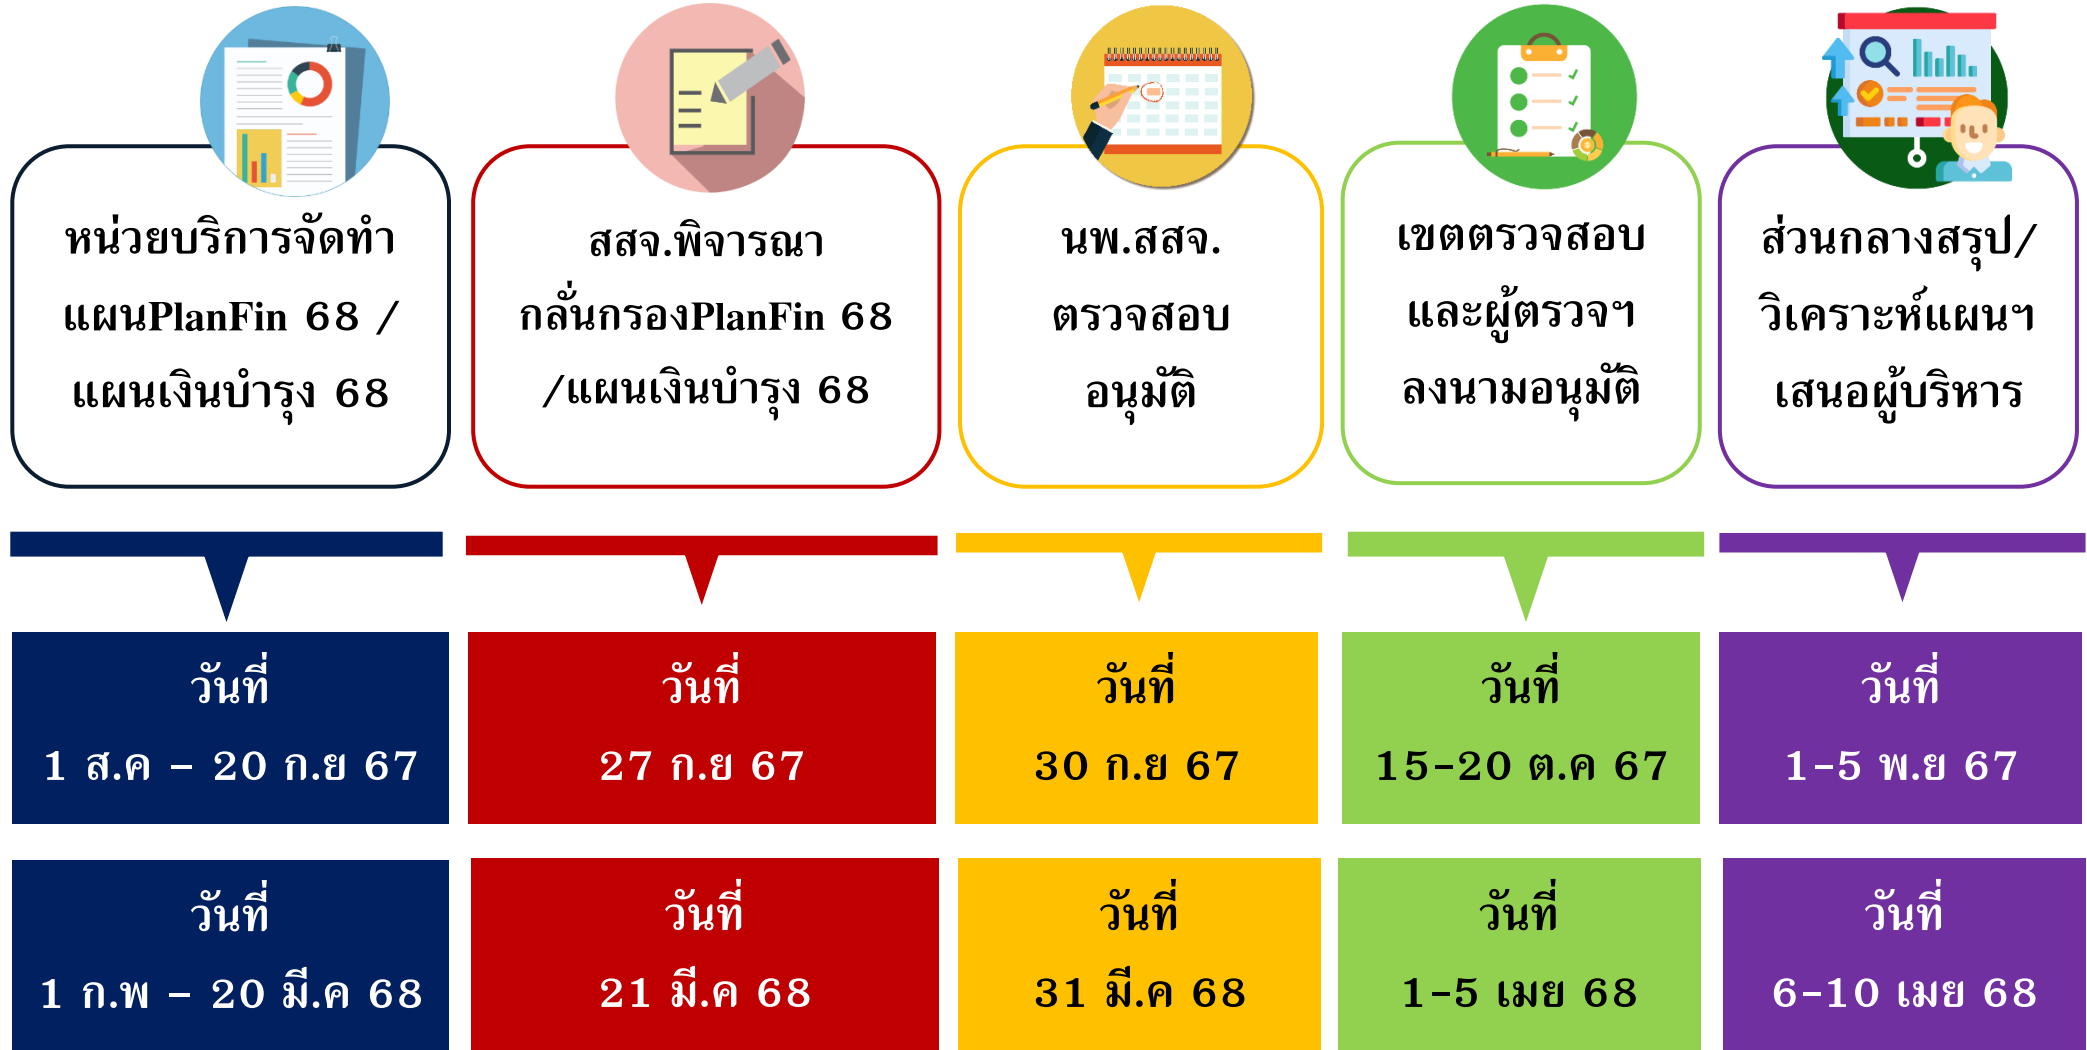 หน่วยบริการจัดทำ
แผนPlanFin 68 /
แผนเงินบำรุง 68
สสจ.พิจารณา
กลั่นกรองPlanFin 68
/แผนเงินบำรุง 68
นพ.สสจ.
ตรวจสอบ
อนุมัติ
เขตตรวจสอบ
และผู้ตรวจฯ
ลงนามอนุมัติ
ส่วนกลางสรุป/
วิเคราะห์แผนฯ
เสนอผู้บริหาร
วันที่
1 ส.ค – 20 ก.ย 67
วันที่
27 ก.ย 67
วันที่
30 ก.ย 67
วันที่
15-20 ต.ค 67
วันที่
1-5 พ.ย 67
วันที่
1 ก.พ – 20 มี.ค 68
วันที่
21 มี.ค 68
วันที่
31 มี.ค 68
วันที่
1-5 เมย 68
วันที่
6-10 เมย 68